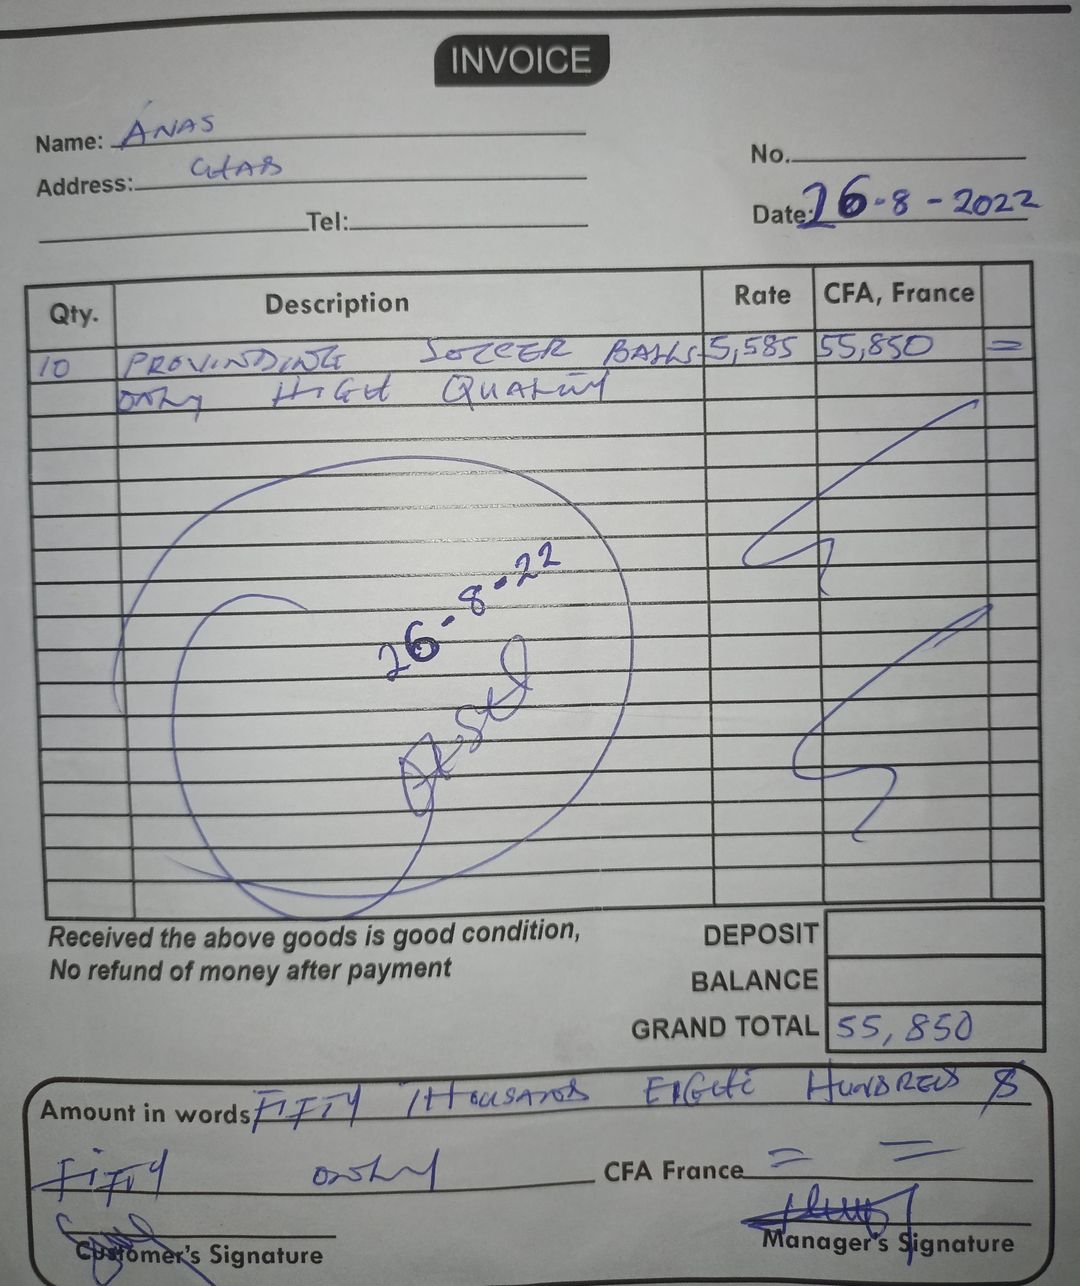 INVOICE
Name: ANAS
Address:
No.
Tel:
Date: 26-8-2022
Qty. Description Rate CFA, France
10 PROVINDING SOCCER BALLS 5,585 55,850 =
only HIGH QUALITY
26-8-22
Received the above goods is good condition,
No refund of money after payment
DEPOSIT
BALANCE
GRAND TOTAL 55,850
Amount in words FIFTY THOUSAND EIGHT HUNDRED $
FIFTY only CFA France = =
Customer's Signature
Manager's Signature